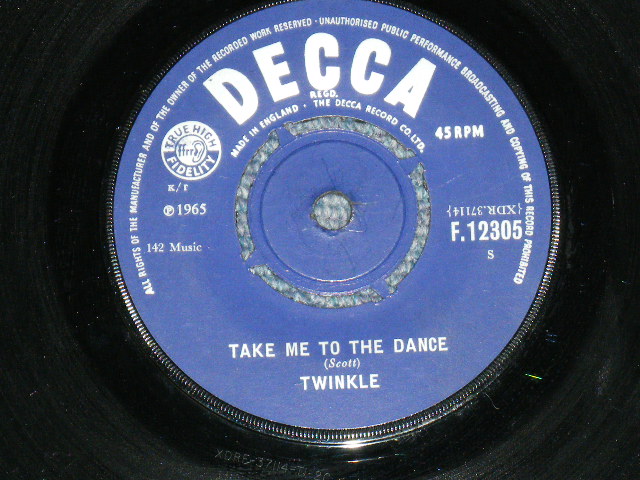 ALL RIGHTS OF THE MANUFACTURER AND OF THE OWNER OF THE RECORDED WORK RESERVED · UNAUTHORISED PUBLIC PERFORMANCE BROADCASTING AND COPYING OF THIS RECORD PROHIBITED
DECCA
REGD.
MADE IN ENGLAND · THE DECCA RECORD CO. LTD.
TRUE HIGH
ffrr
FIDELITY
45 RPM
K/T
℗ 1965
{XDR.37114}
F.12305
S
142 Music
TAKE ME TO THE DANCE
(Scott)
TWINKLE